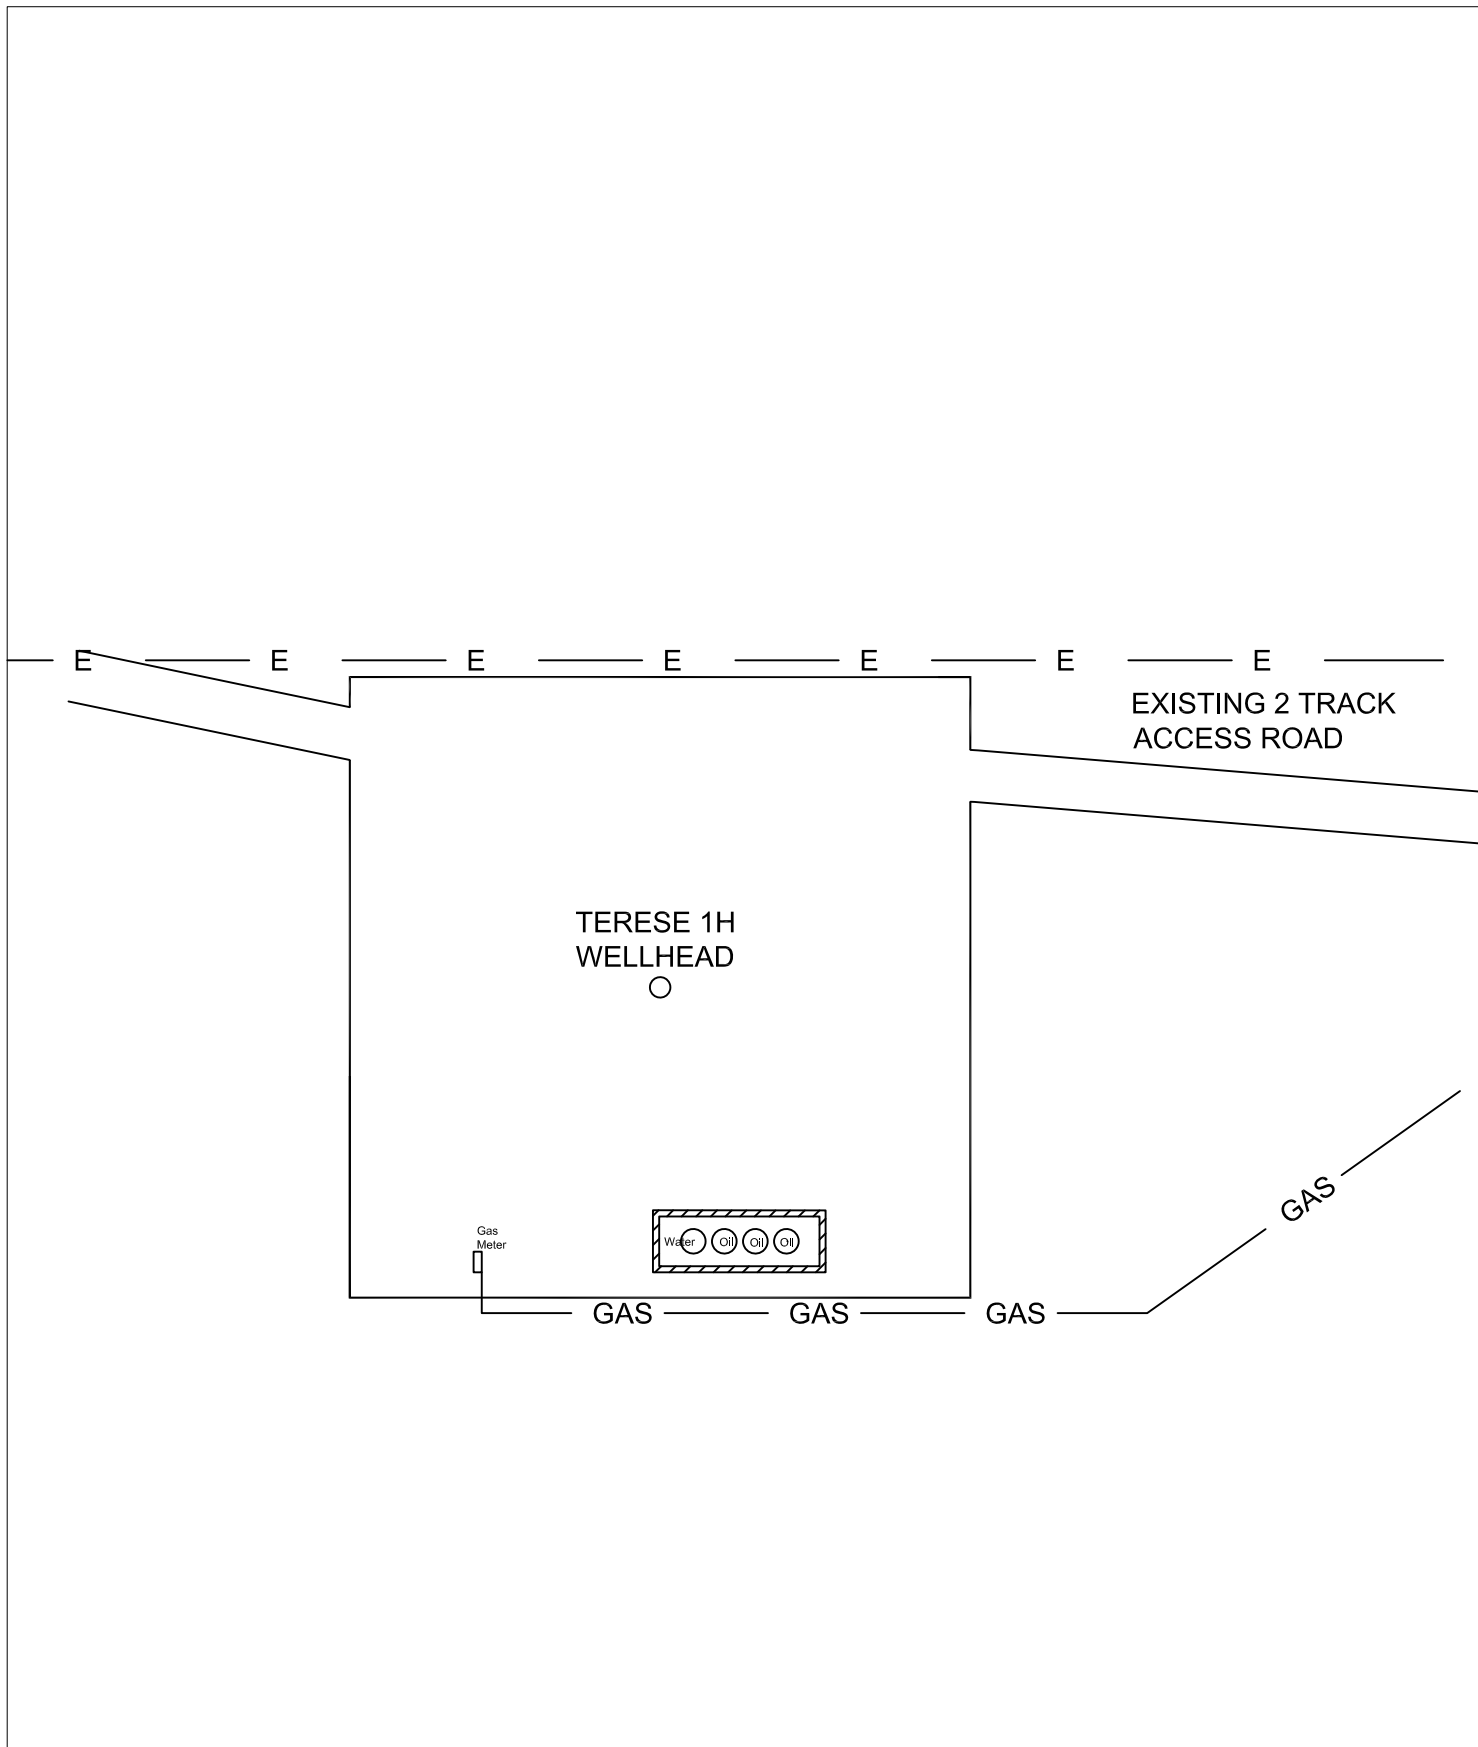 E E E E E E E
EXISTING 2 TRACK
ACCESS ROAD
TERESE 1H
WELLHEAD
GAS
Gas
Meter
Water Oil Oil Oil
GAS GAS GAS